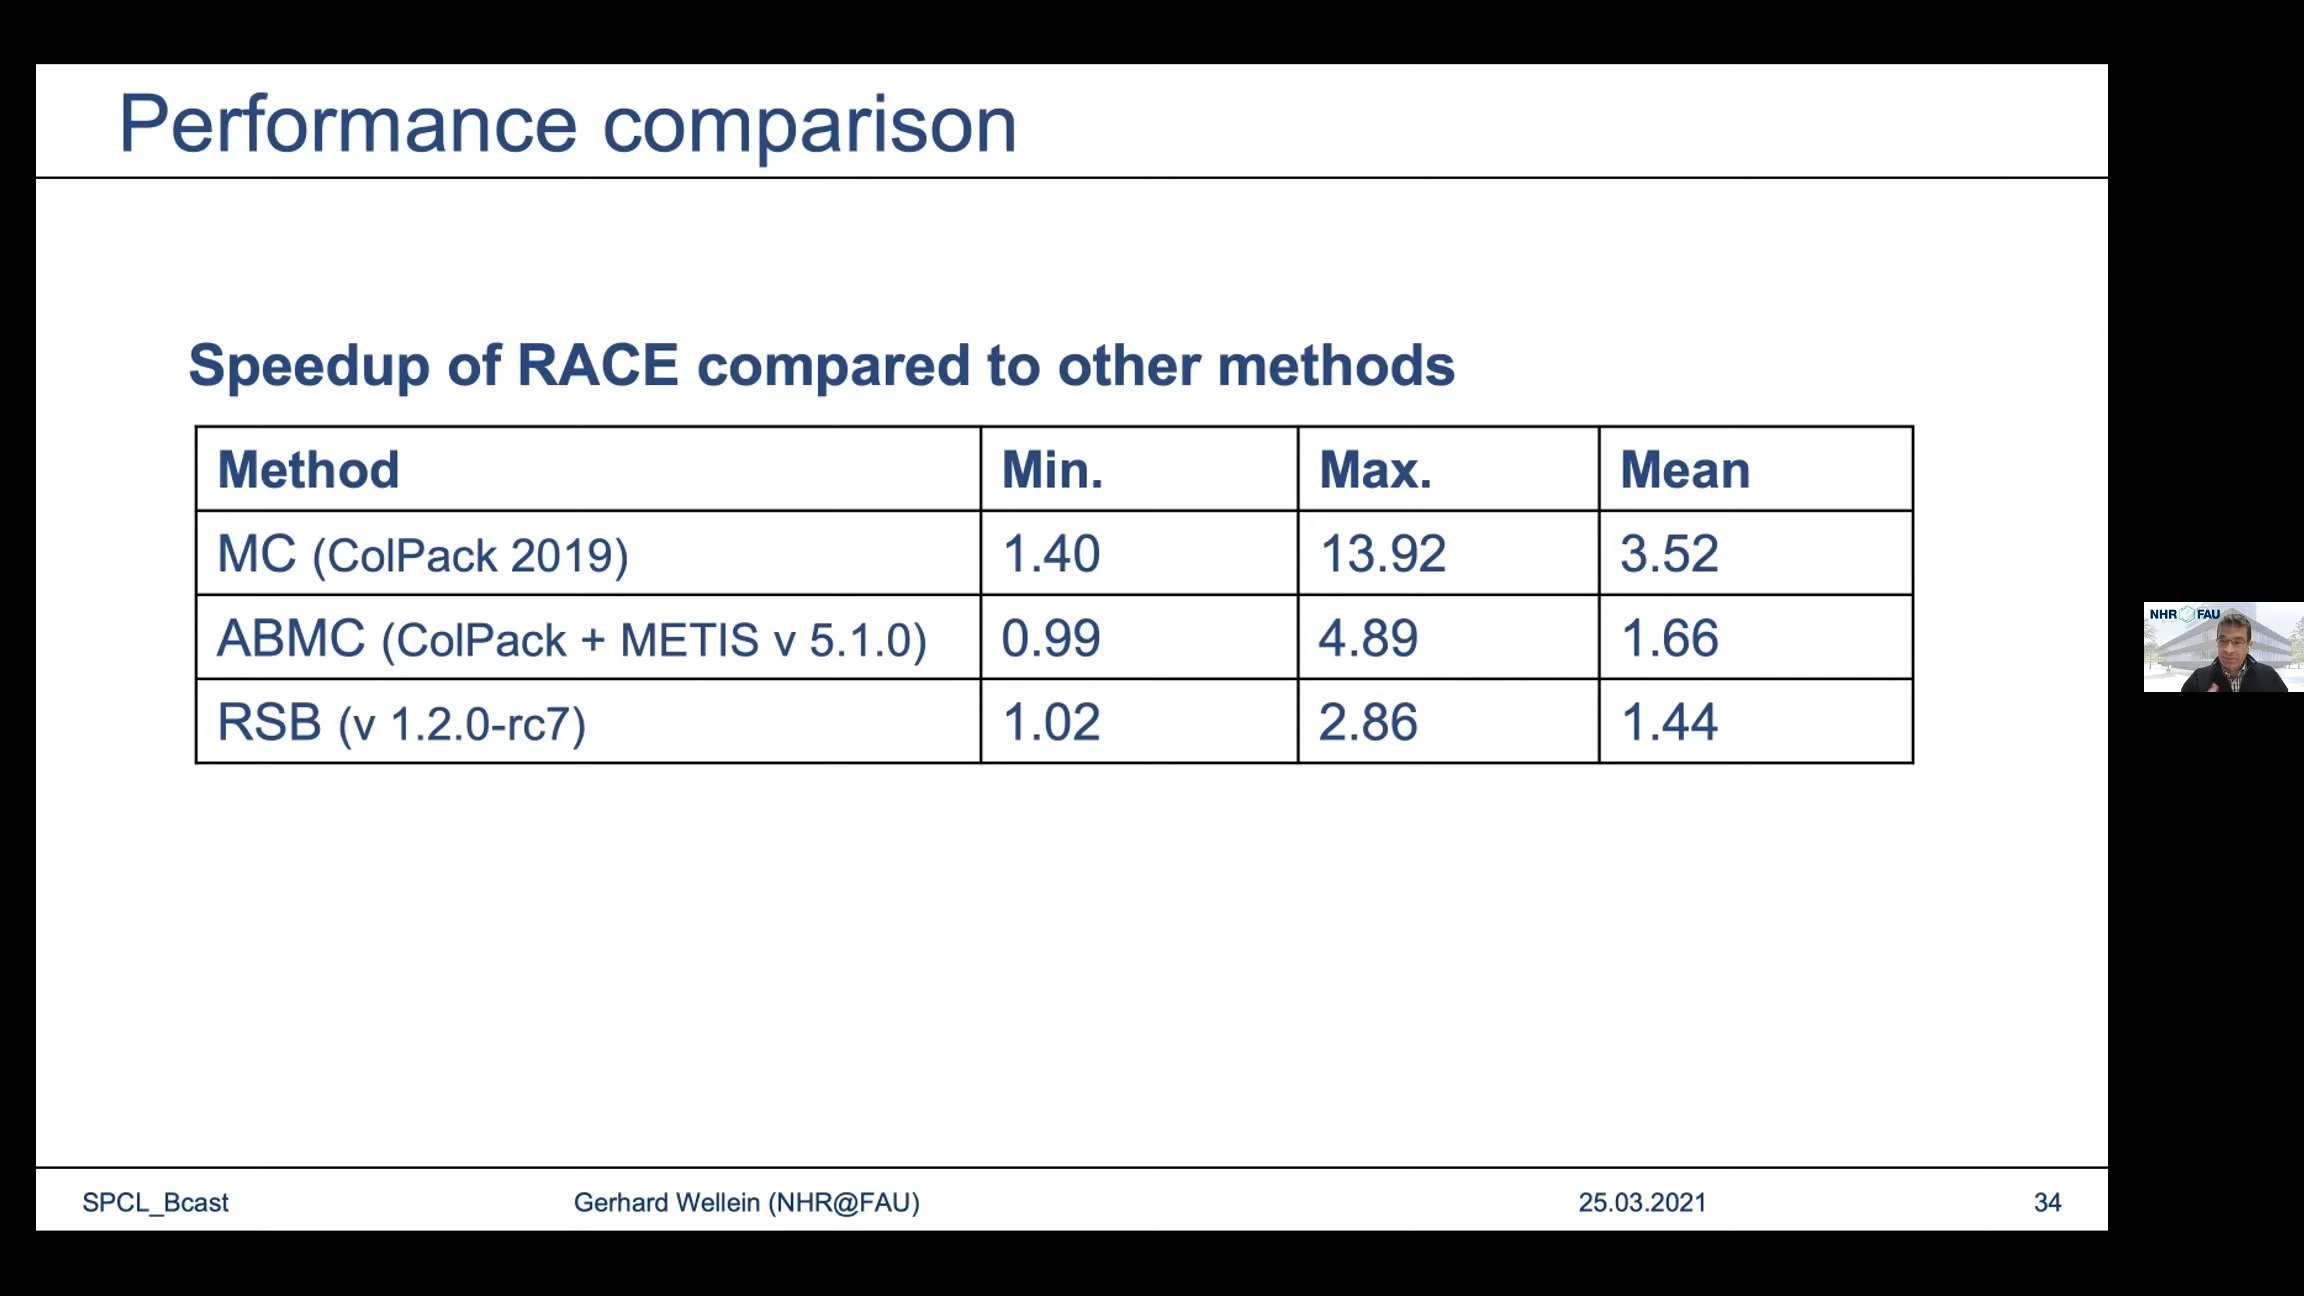 Performance comparison
Speedup of RACE compared to other methods
Method Min. Max. Mean
MC (ColPack 2019) 1.40 13.92 3.52
ABMC (ColPack + METIS v 5.1.0) 0.99 4.89 1.66
RSB (v 1.2.0-rc7) 1.02 2.86 1.44
NHR FAU
SPCL_Bcast Gerhard Wellein (NHR@FAU) 25.03.2021 34